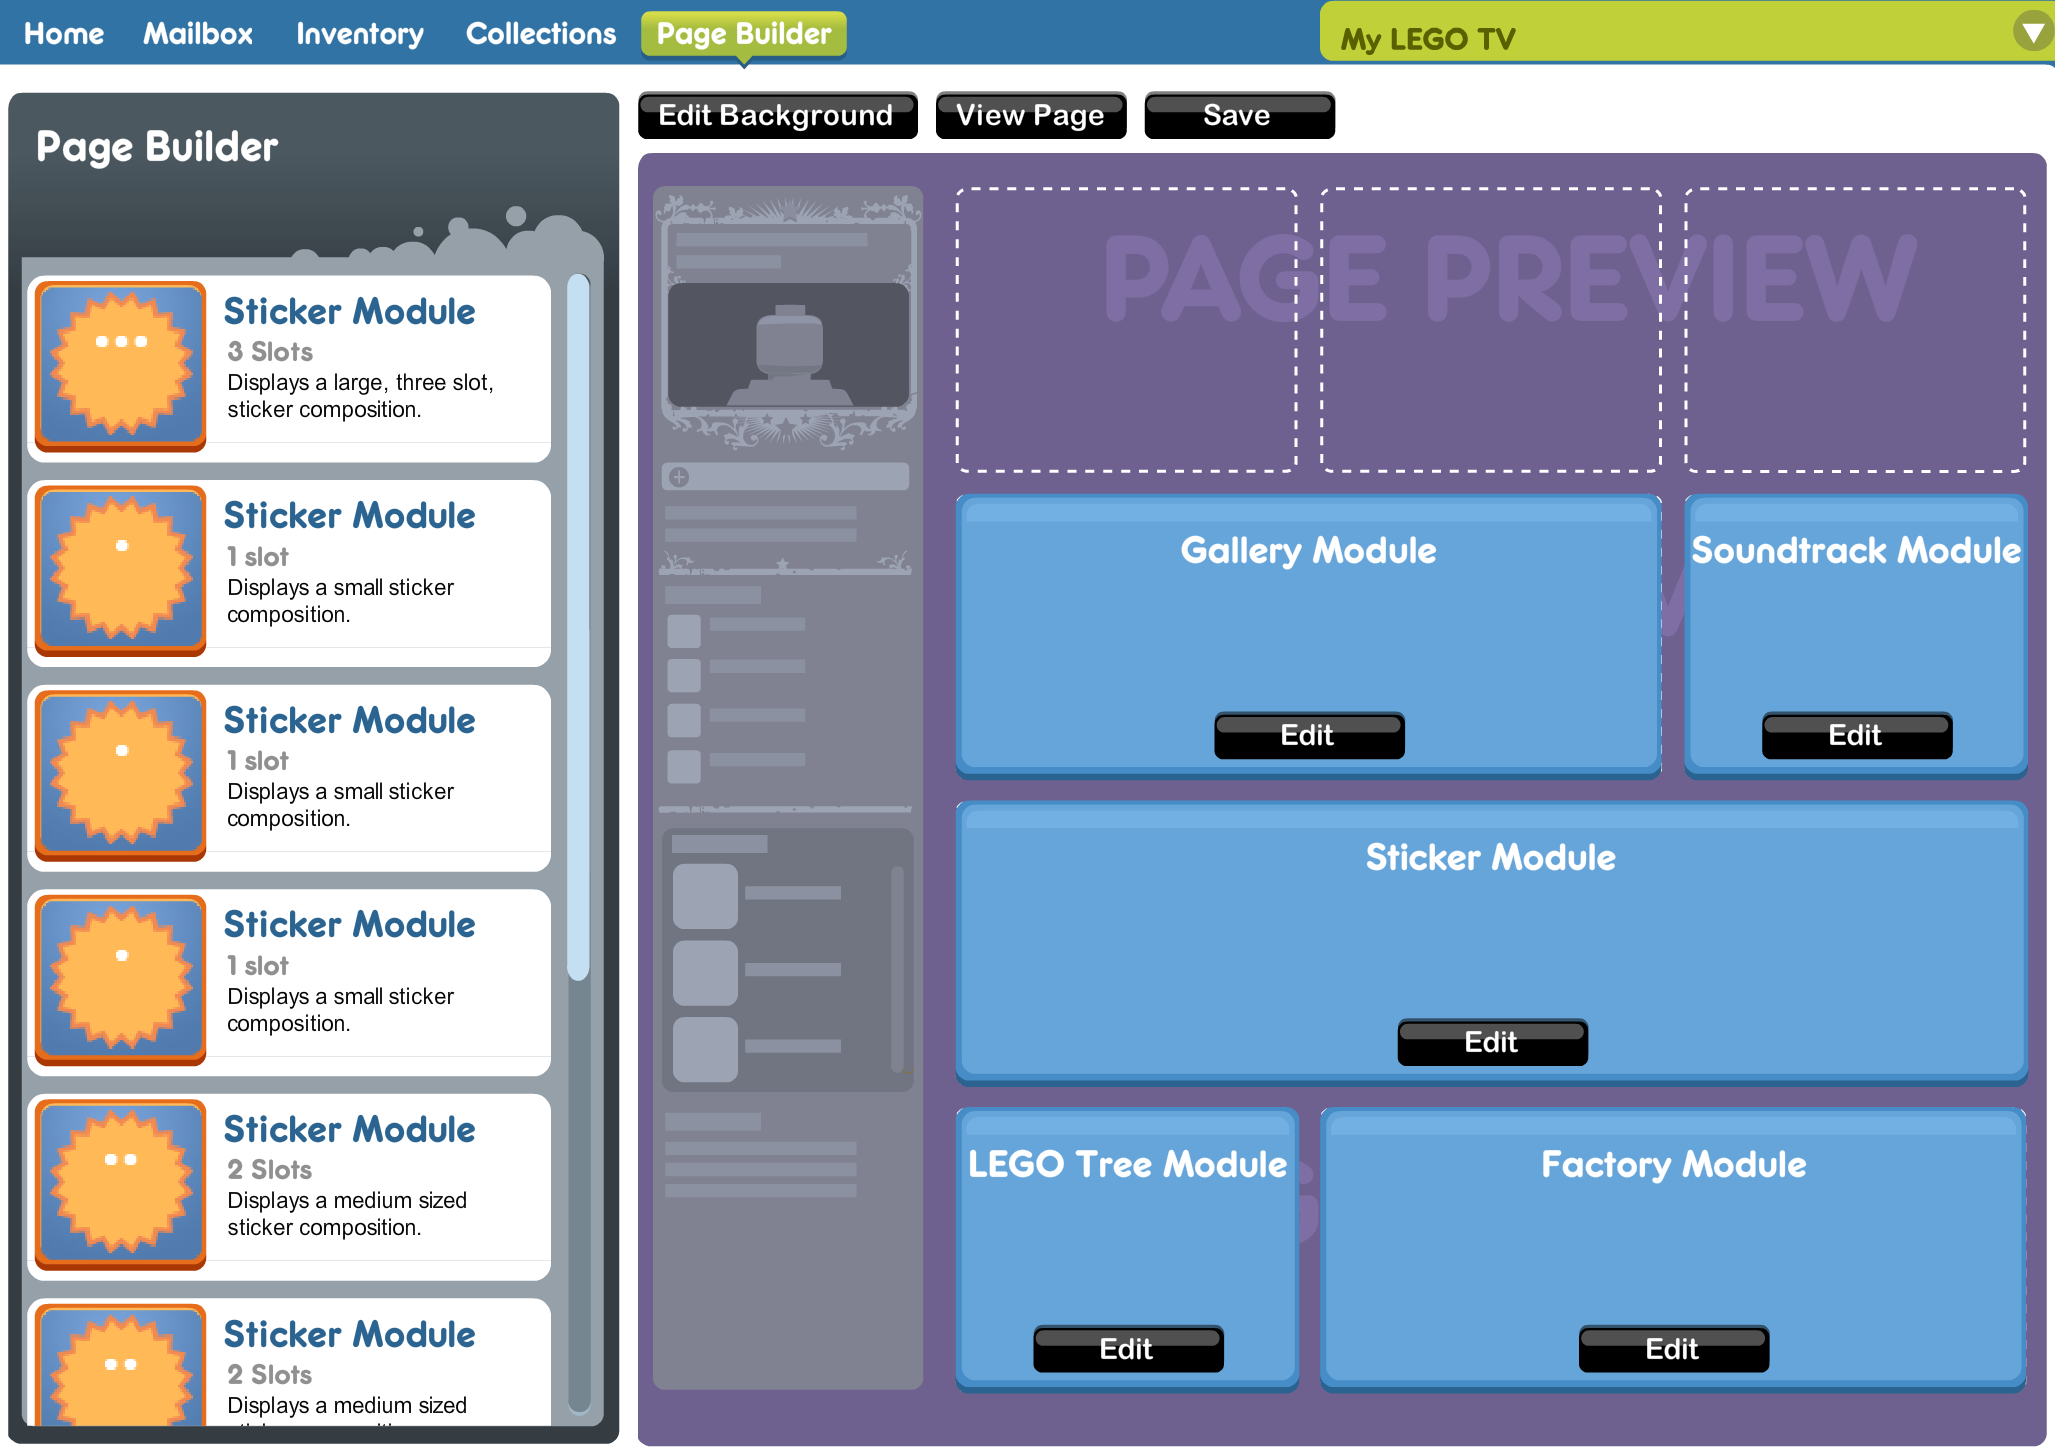 Home
Mailbox
Inventory
Collections
Page Builder
My LEGO TV
Page Builder
Sticker Module
3 Slots
Displays a large, three slot,
sticker composition.
Sticker Module
1 slot
Displays a small sticker
composition.
Sticker Module
1 slot
Displays a small sticker
composition.
Sticker Module
1 slot
Displays a small sticker
composition.
Sticker Module
2 Slots
Displays a medium sized
sticker composition.
Sticker Module
2 Slots
Displays a medium sized
Edit Background
View Page
Save
PAGE PREVIEW
Gallery Module
Edit
Soundtrack Module
Edit
Sticker Module
Edit
LEGO Tree Module
Edit
Factory Module
Edit